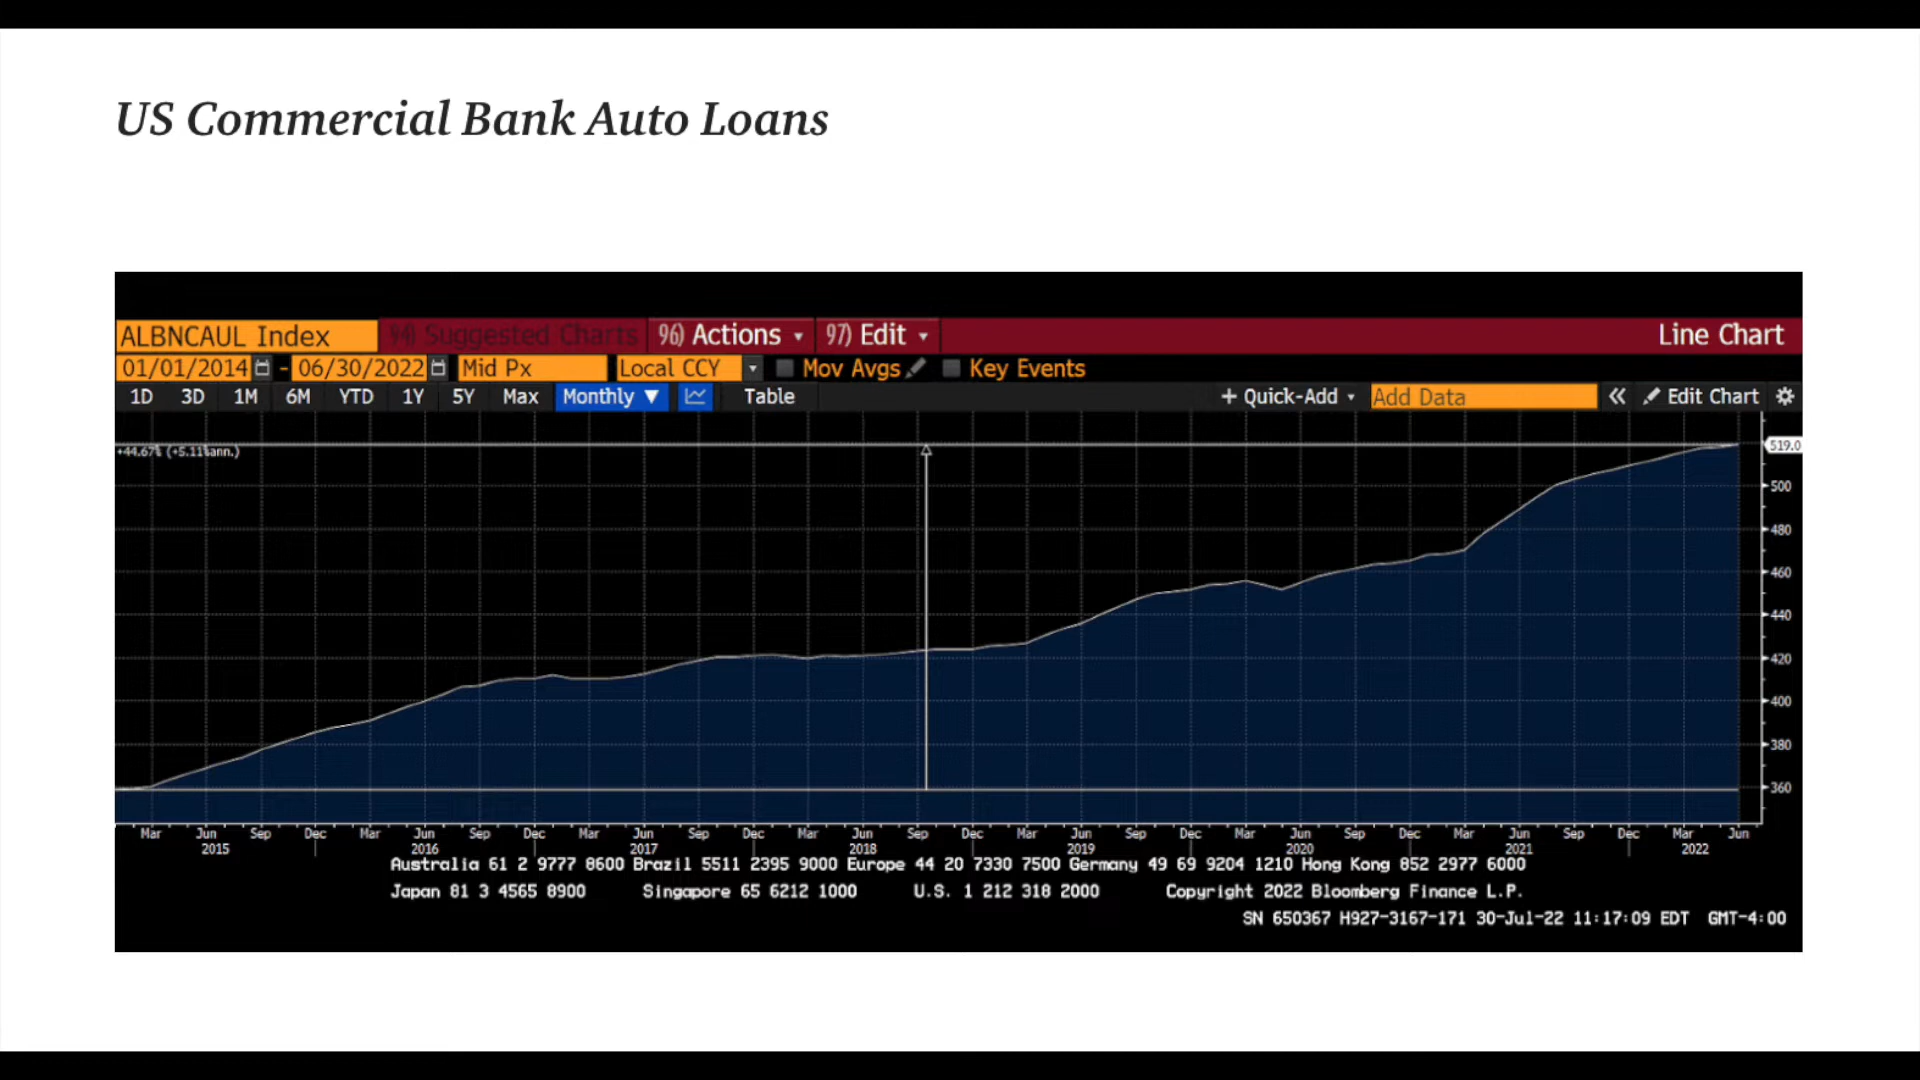 US Commercial Bank Auto Loans
ALBNCAUL Index 94) Suggested Charts 96) Actions 97) Edit Line Chart
01/01/2014 - 06/30/2022 Mid Px Local CCY Mov Avgs Key Events
1D 3D 1M 6M YTD 1Y 5Y Max Monthly ▼ Table + Quick-Add Add Data « Edit Chart
+44.67% (+5.11%ann.)
519.0
500
480
460
440
420
400
380
360
Mar Jun Sep Dec Mar Jun Sep Dec Mar Jun Sep Dec Mar Jun Sep Dec Mar Jun Sep Dec Mar Jun Sep Dec Mar Jun Sep Dec Mar Jun
2015 2016 2017 2018 2019 2020 2021 2022
Australia 61 2 9777 8600 Brazil 5511 2395 9000 Europe 44 20 7330 7500 Germany 49 69 9204 1210 Hong Kong 852 2977 6000
Japan 81 3 4565 8900 Singapore 65 6212 1000 U.S. 1 212 318 2000 Copyright 2022 Bloomberg Finance L.P.
SN 650367 H927-3167-171 30-Jul-22 11:17:09 EDT GMT-4:00